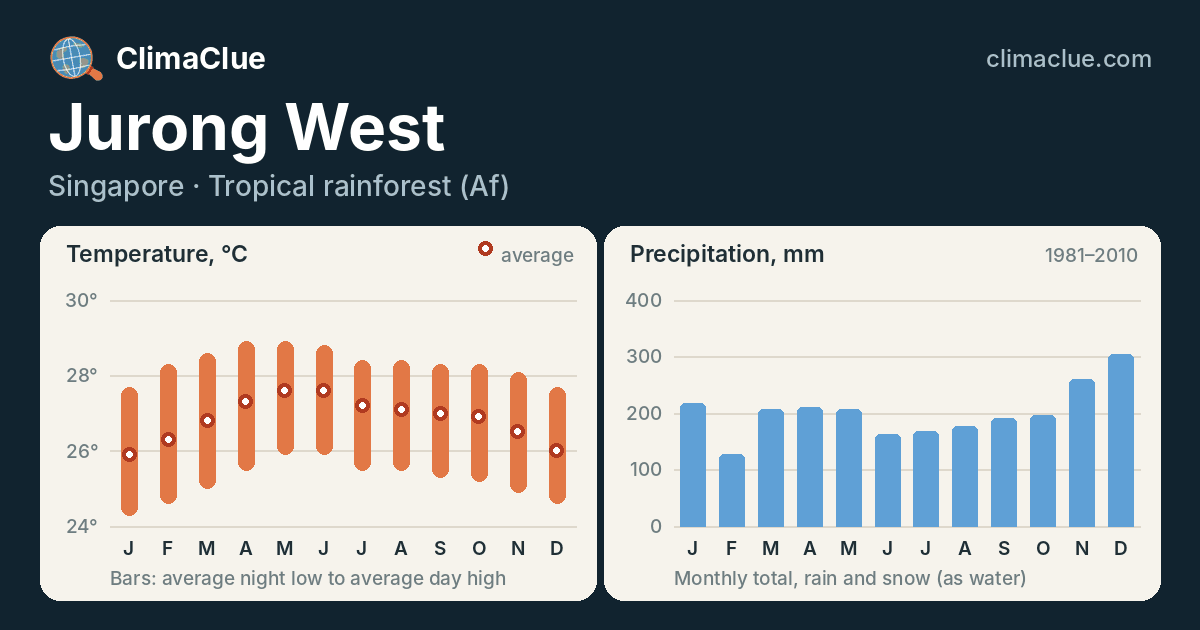 ClimaClue
climaclue.com
Jurong West
Singapore · Tropical rainforest (Af)
Temperature, °C
average
30°
28°
26°
24°
J F M A M J J A S O N D
Bars: average night low to average day high
Precipitation, mm
1981–2010
400
300
200
100
0
J F M A M J J A S O N D
Monthly total, rain and snow (as water)